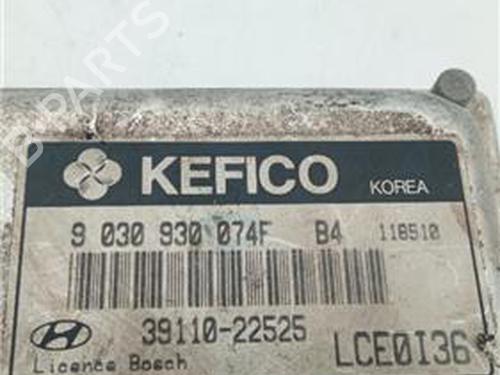 KEFICO KOREA
9 030 930 074F B4 118510
39110-22525 LCE0I36
Licence Bosch